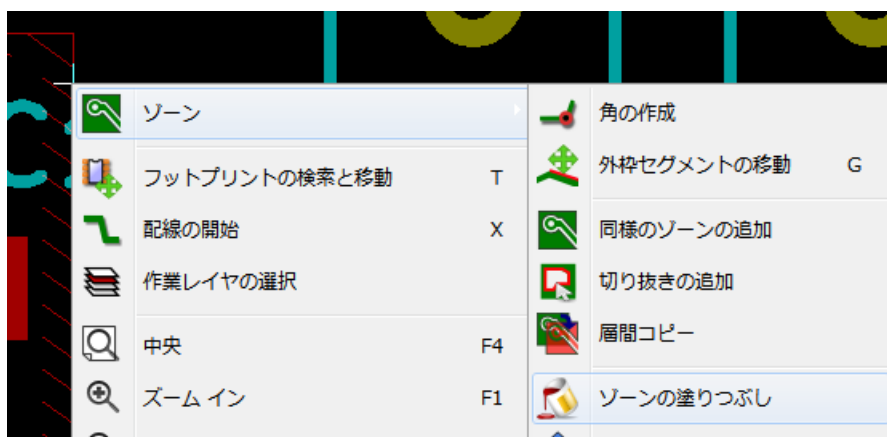 ゾーン
フットプリントの検索と移動 T
配線の開始 X
作業レイヤの選択
中央 F4
ズーム イン F1
角の作成
外枠セグメントの移動 G
同様のゾーンの追加
切り抜きの追加
層間コピー
ゾーンの塗りつぶし